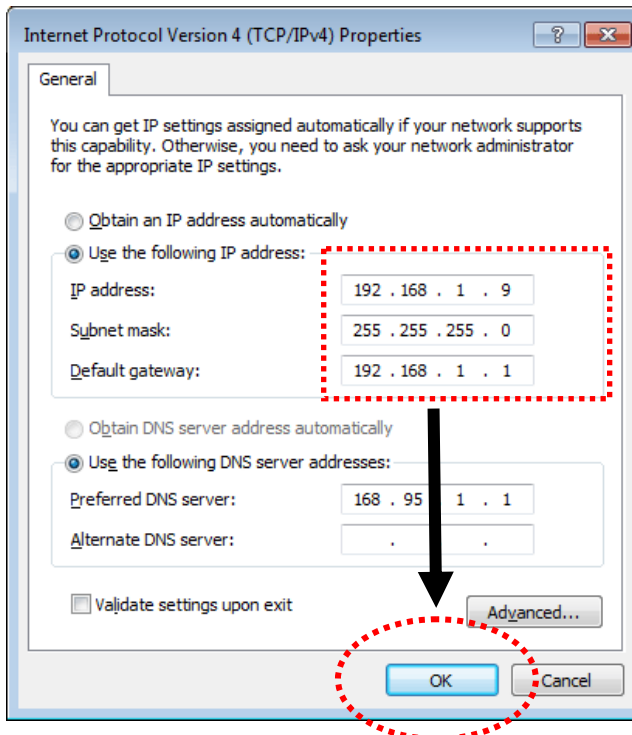 Internet Protocol Version 4 (TCP/IPv4) Properties
General
You can get IP settings assigned automatically if your network supports
this capability. Otherwise, you need to ask your network administrator
for the appropriate IP settings.
Obtain an IP address automatically
Use the following IP address:
IP address: 192 . 168 . 1 . 9
Subnet mask: 255 . 255 . 255 . 0
Default gateway: 192 . 168 . 1 . 1
Obtain DNS server address automatically
Use the following DNS server addresses:
Preferred DNS server: 168 . 95 1 . 1
Alternate DNS server: . .
Validate settings upon exit
Advanced...
OK Cancel